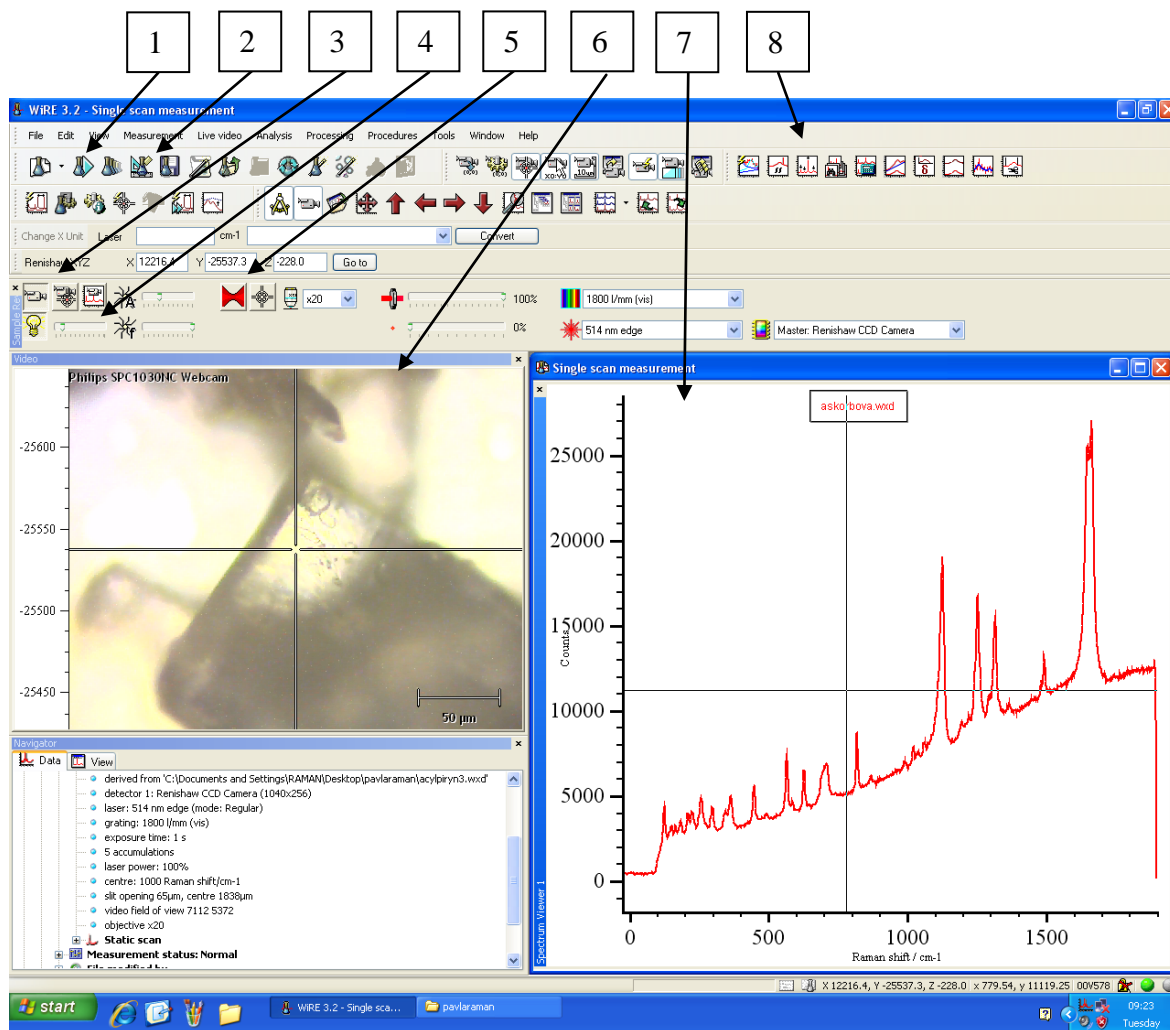 1 2 3 4 5 6 7 8
WiRE 3.2 - Single scan measurement
File Edit View Measurement Live video Analysis Processing Procedures Tools Window Help
Change X Unit Laser cm-1 Convert
Renishaw XYZ X 12216.4 Y -25537.3 Z -228.0 Go to
x20 100% 1800 l/mm (vis)
0% 514 nm edge Master: Renishaw CCD Camera
Sample Re
Video
Philips SPC1030NC Webcam
-25600
-25550
-25500
-25450
50 µm
Single scan measurement
askorbova.wxd
25000
20000
15000
10000
5000
0
Counts
0 500 1000 1500
Raman shift / cm-1
Spectrum Viewer 1
Navigator
Data View
derived from 'C:\Documents and Settings\RAMAN\Desktop\pavlaraman\acylpiryn3.wxd'
detector 1: Renishaw CCD Camera (1040x256)
laser: 514 nm edge (mode: Regular)
grating: 1800 l/mm (vis)
exposure time: 1 s
5 accumulations
laser power: 100%
centre: 1000 Raman shift/cm-1
slit opening 65µm, centre 1838µm
video field of view 7112 5372
objective x20
Static scan
Measurement status: Normal
File modified by
X 12216.4, Y -25537.3, Z -228.0 x 779.54, y 11119.25 00V578
start WiRE 3.2 - Single sca... pavlaraman 09:23
Tuesday